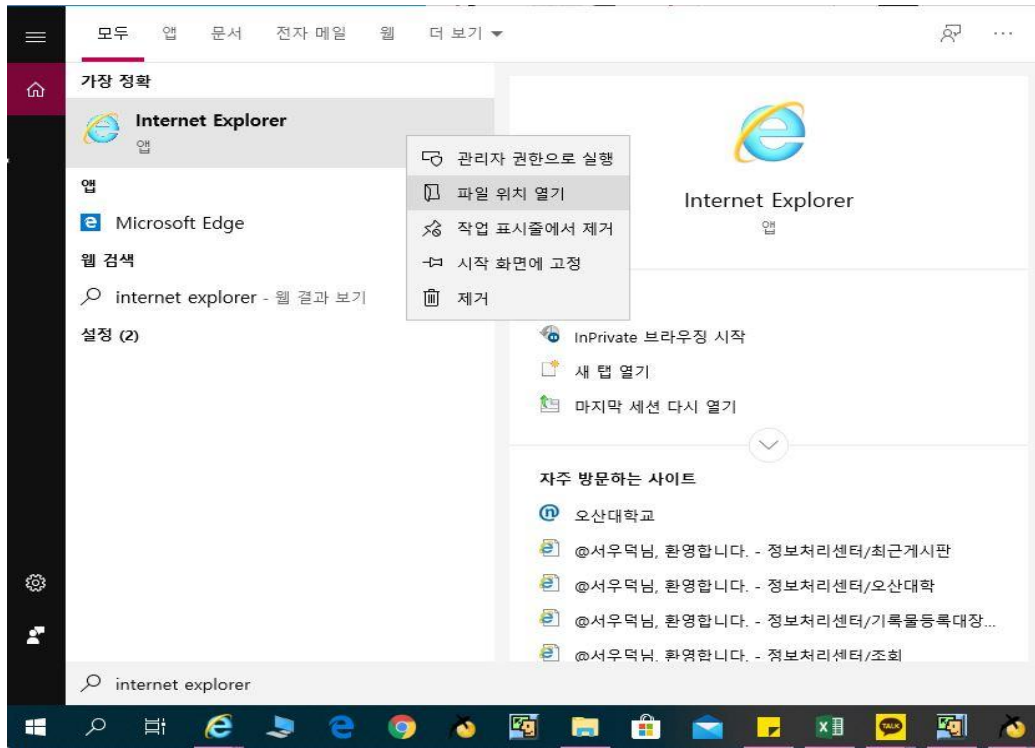 모두 앱 문서 전자 메일 웹 더 보기
가장 정확
Internet Explorer
앱
앱
Microsoft Edge
웹 검색
internet explorer - 웹 결과 보기
설정 (2)
관리자 권한으로 실행
파일 위치 열기
작업 표시줄에서 제거
시작 화면에 고정
제거
Internet Explorer
앱
InPrivate 브라우징 시작
새 탭 열기
마지막 세션 다시 열기
자주 방문하는 사이트
오산대학교
@서우덕님, 환영합니다. - 정보처리센터/최근게시판
@서우덕님, 환영합니다. - 정보처리센터/오산대학
@서우덕님, 환영합니다. - 정보처리센터/기록물등록대장...
@서우덕님, 환영합니다. - 정보처리센터/조회
internet explorer
TALK